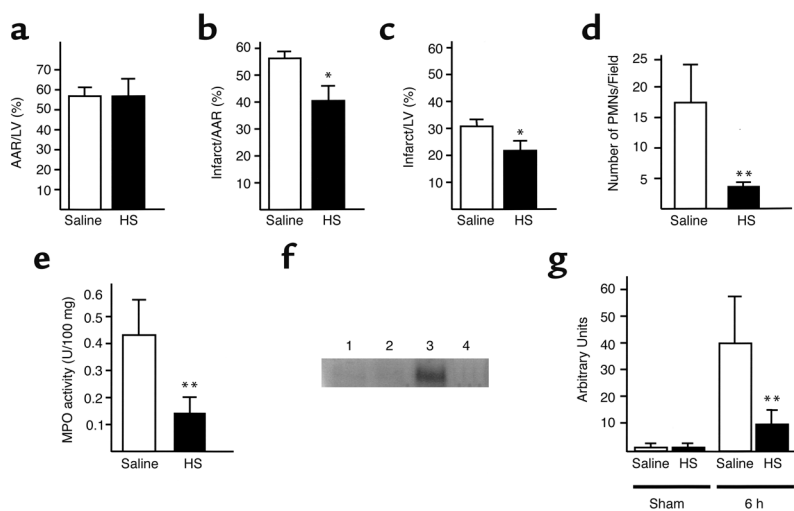 a
AAR/LV (%)
70
60
50
40
30
20
10
Saline HS
b
Infarct/AAR (%)
60
50
40
30
20
10
*
Saline HS
c
Infarct/LV (%)
60
50
40
30
20
10
*
Saline HS
d
Number of PMNs/Field
25
20
15
10
5
**
Saline HS
e
MPO activity (U/100 mg)
0.6
0.5
0.4
0.3
0.2
0.1
**
Saline HS
f
1 2 3 4
g
Arbitrary Units
60
50
40
30
20
10
**
Saline HS Saline HS
Sham 6 h